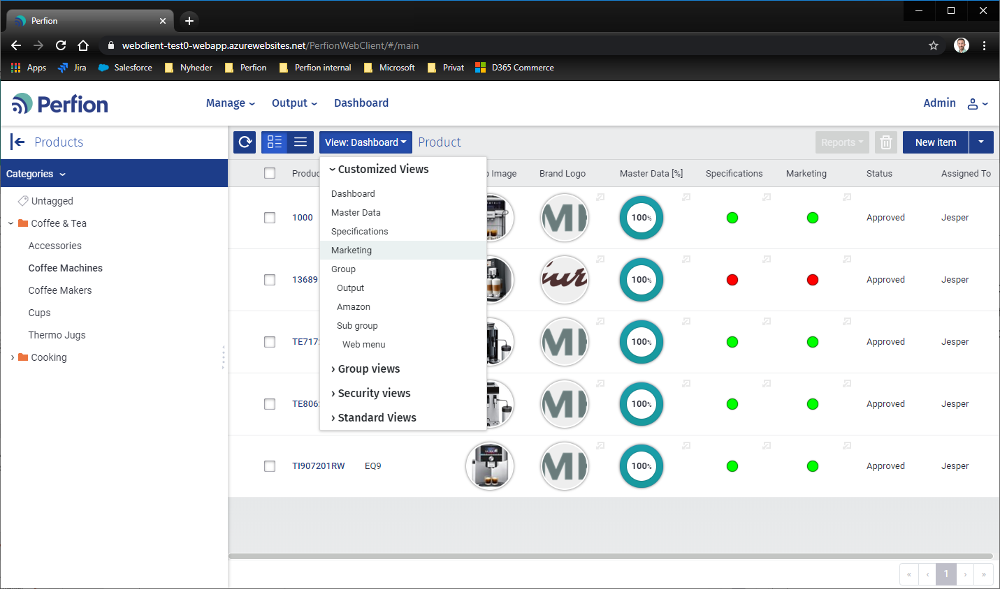 Perfion
webclient-test0-webapp.azurewebsites.net/PerfionWebClient/#/main
Apps Jira Salesforce Nyheder Perfion Perfion internal Microsoft Privat D365 Commerce
Perfion Manage Output Dashboard Admin
Products View: Dashboard Product Reports New item
Categories
Untagged
Coffee & Tea
Accessories
Coffee Machines
Coffee Makers
Cups
Thermo Jugs
Cooking
Customized Views
Dashboard
Master Data
Specifications
Marketing
Group
Output
Amazon
Sub group
Web menu
Group views
Security views
Standard Views
Produc Image Brand Logo Master Data [%] Specifications Marketing Status Assigned To
1000 100% Approved Jesper
13689 100% Approved Jesper
TE717 100% Approved Jesper
TE806 100% Approved Jesper
TI907201RW EQ9 100% Approved Jesper
« ‹ 1 › »